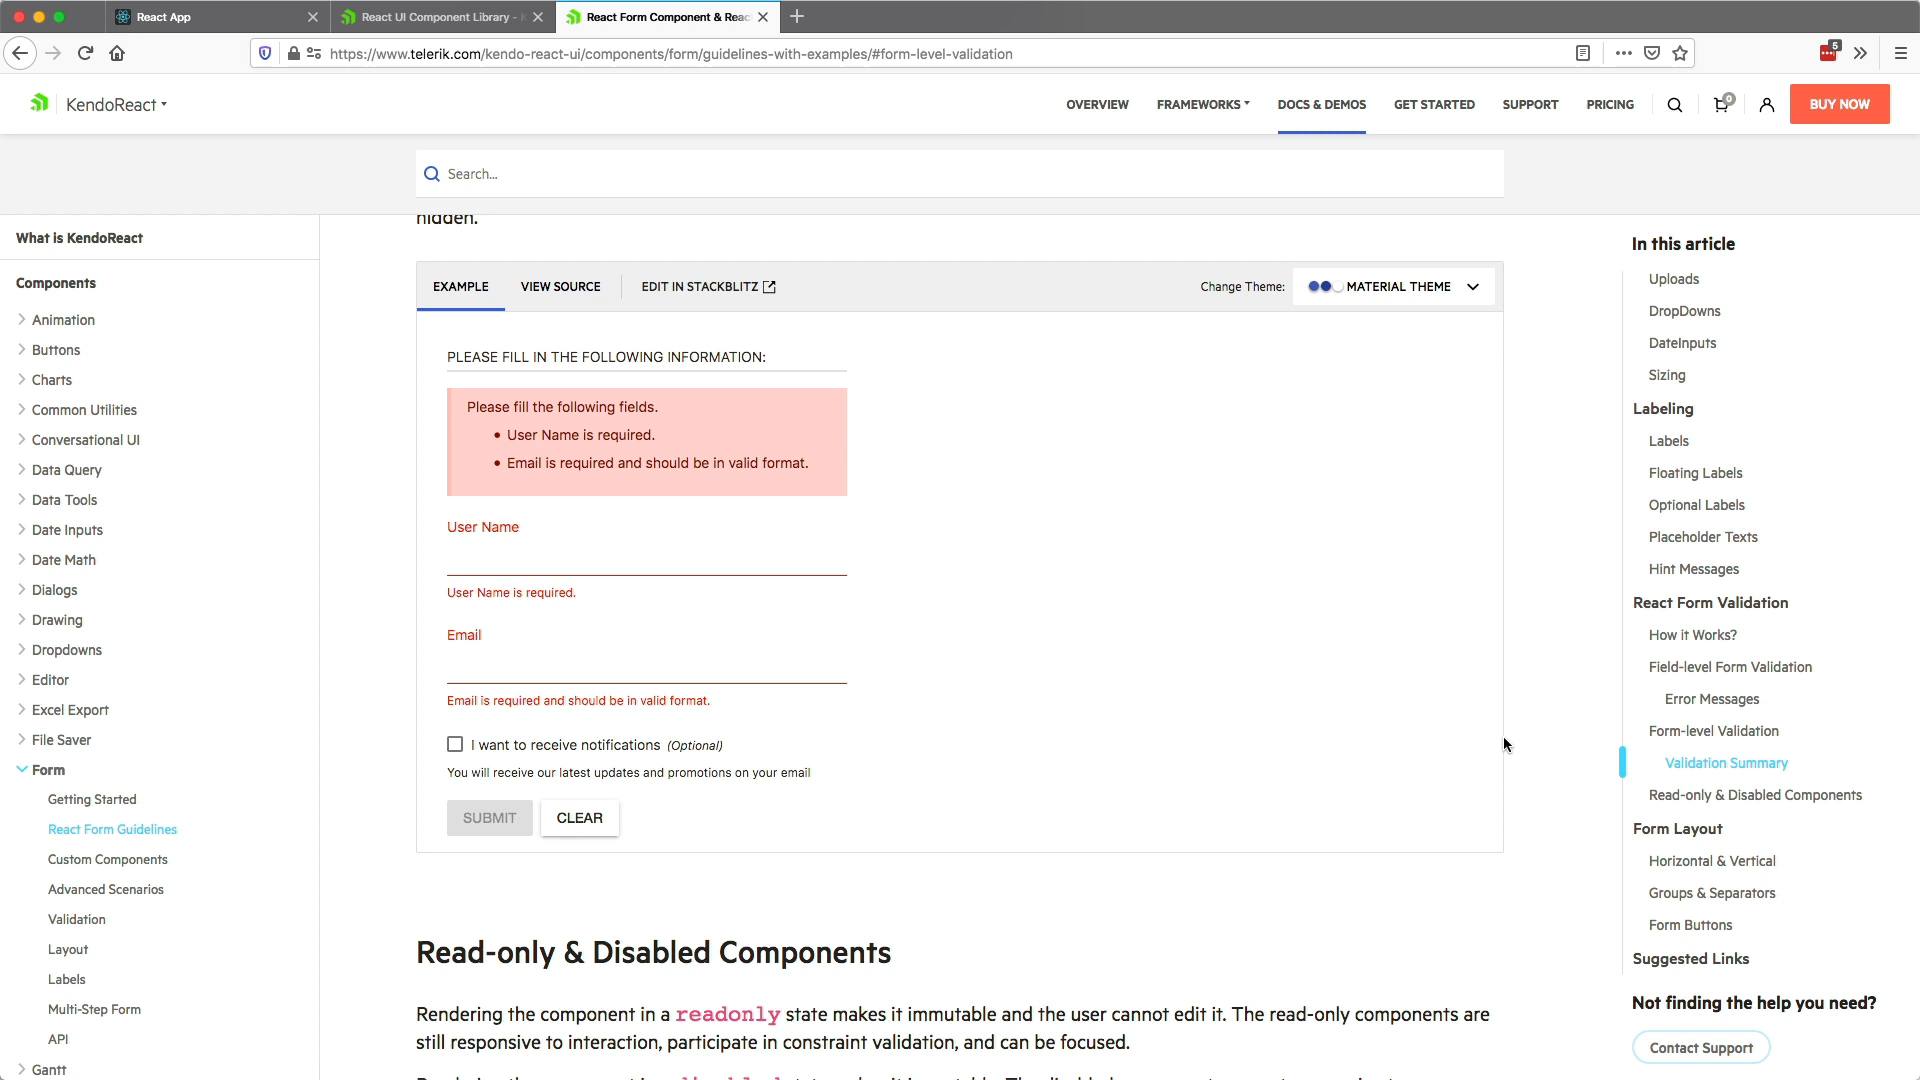 React App
React UI Component Library -
React Form Component & Reac
https://www.telerik.com/kendo-react-ui/components/form/guidelines-with-examples/#form-level-validation
5
KendoReact
OVERVIEW
FRAMEWORKS
DOCS & DEMOS
GET STARTED
SUPPORT
PRICING
0
BUY NOW
Search...
What is KendoReact
Components
Animation
Buttons
Charts
Common Utilities
Conversational UI
Data Query
Data Tools
Date Inputs
Date Math
Dialogs
Drawing
Dropdowns
Editor
Excel Export
File Saver
Form
Getting Started
React Form Guidelines
Custom Components
Advanced Scenarios
Validation
Layout
Labels
Multi-Step Form
API
Gantt
hidden.
EXAMPLE
VIEW SOURCE
EDIT IN STACKBLITZ
Change Theme:
MATERIAL THEME
PLEASE FILL IN THE FOLLOWING INFORMATION:
Please fill the following fields.
• User Name is required.
• Email is required and should be in valid format.
User Name
User Name is required.
Email
Email is required and should be in valid format.
I want to receive notifications (Optional)
You will receive our latest updates and promotions on your email
SUBMIT
CLEAR
Read-only & Disabled Components
Rendering the component in a readonly state makes it immutable and the user cannot edit it. The read-only components are
still responsive to interaction, participate in constraint validation, and can be focused.
In this article
Uploads
DropDowns
DateInputs
Sizing
Labeling
Labels
Floating Labels
Optional Labels
Placeholder Texts
Hint Messages
React Form Validation
How it Works?
Field-level Form Validation
Error Messages
Form-level Validation
Validation Summary
Read-only & Disabled Components
Form Layout
Horizontal & Vertical
Groups & Separators
Form Buttons
Suggested Links
Not finding the help you need?
Contact Support